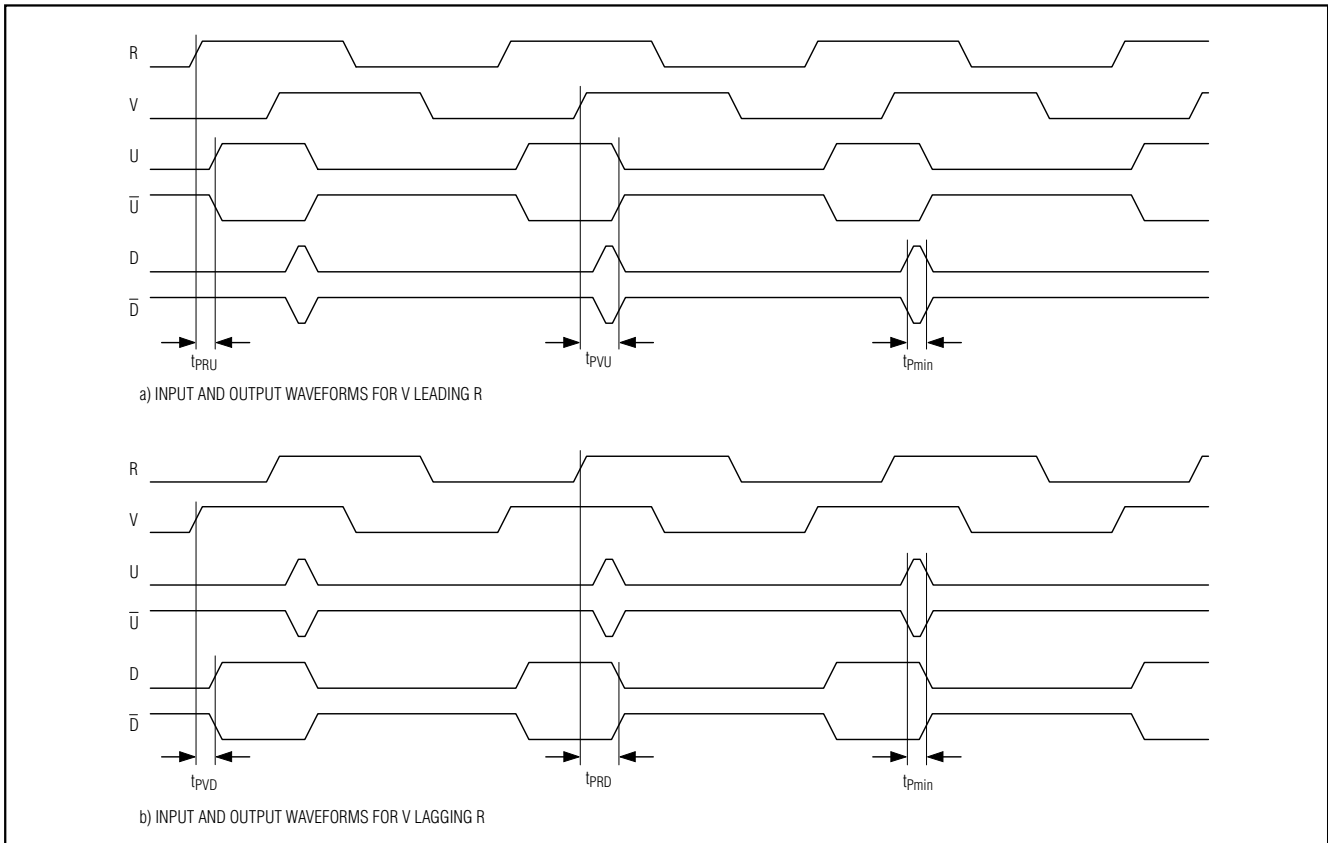 R
V
U
U̅
D
D̅
tPRU tPVU tPmin
a) INPUT AND OUTPUT WAVEFORMS FOR V LEADING R
R
V
U
U̅
D
D̅
tPVD tPRD tPmin
b) INPUT AND OUTPUT WAVEFORMS FOR V LAGGING R